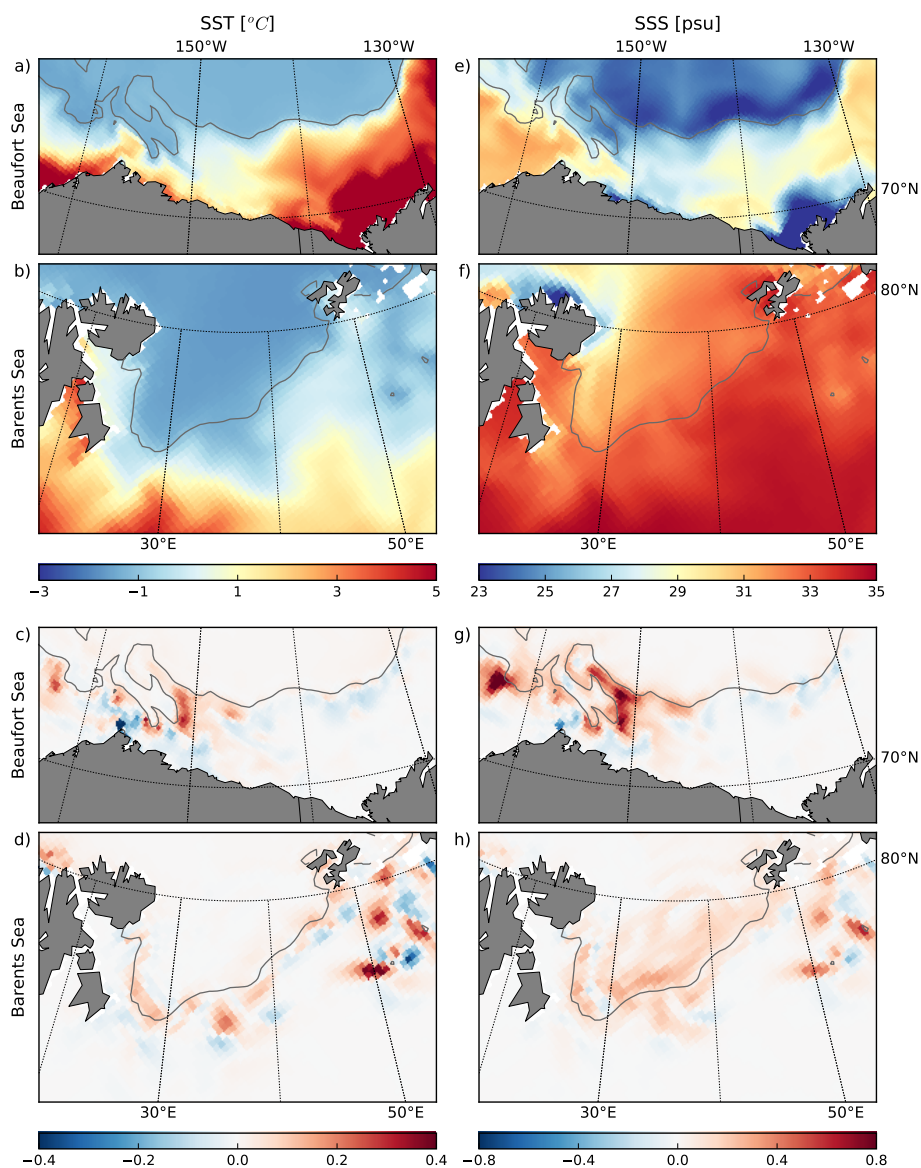 SST [°C] SSS [psu]
150°W 130°W 150°W 130°W
a) e)
Beaufort Sea
70°N
b) f)
80°N
Barents Sea
30°E 50°E 30°E 50°E
−3 −1 1 3 5 23 25 27 29 31 33 35
c) g)
Beaufort Sea
70°N
d) h)
80°N
Barents Sea
30°E 50°E 30°E 50°E
−0.4 −0.2 0.0 0.2 0.4 −0.8 −0.4 0.0 0.4 0.8